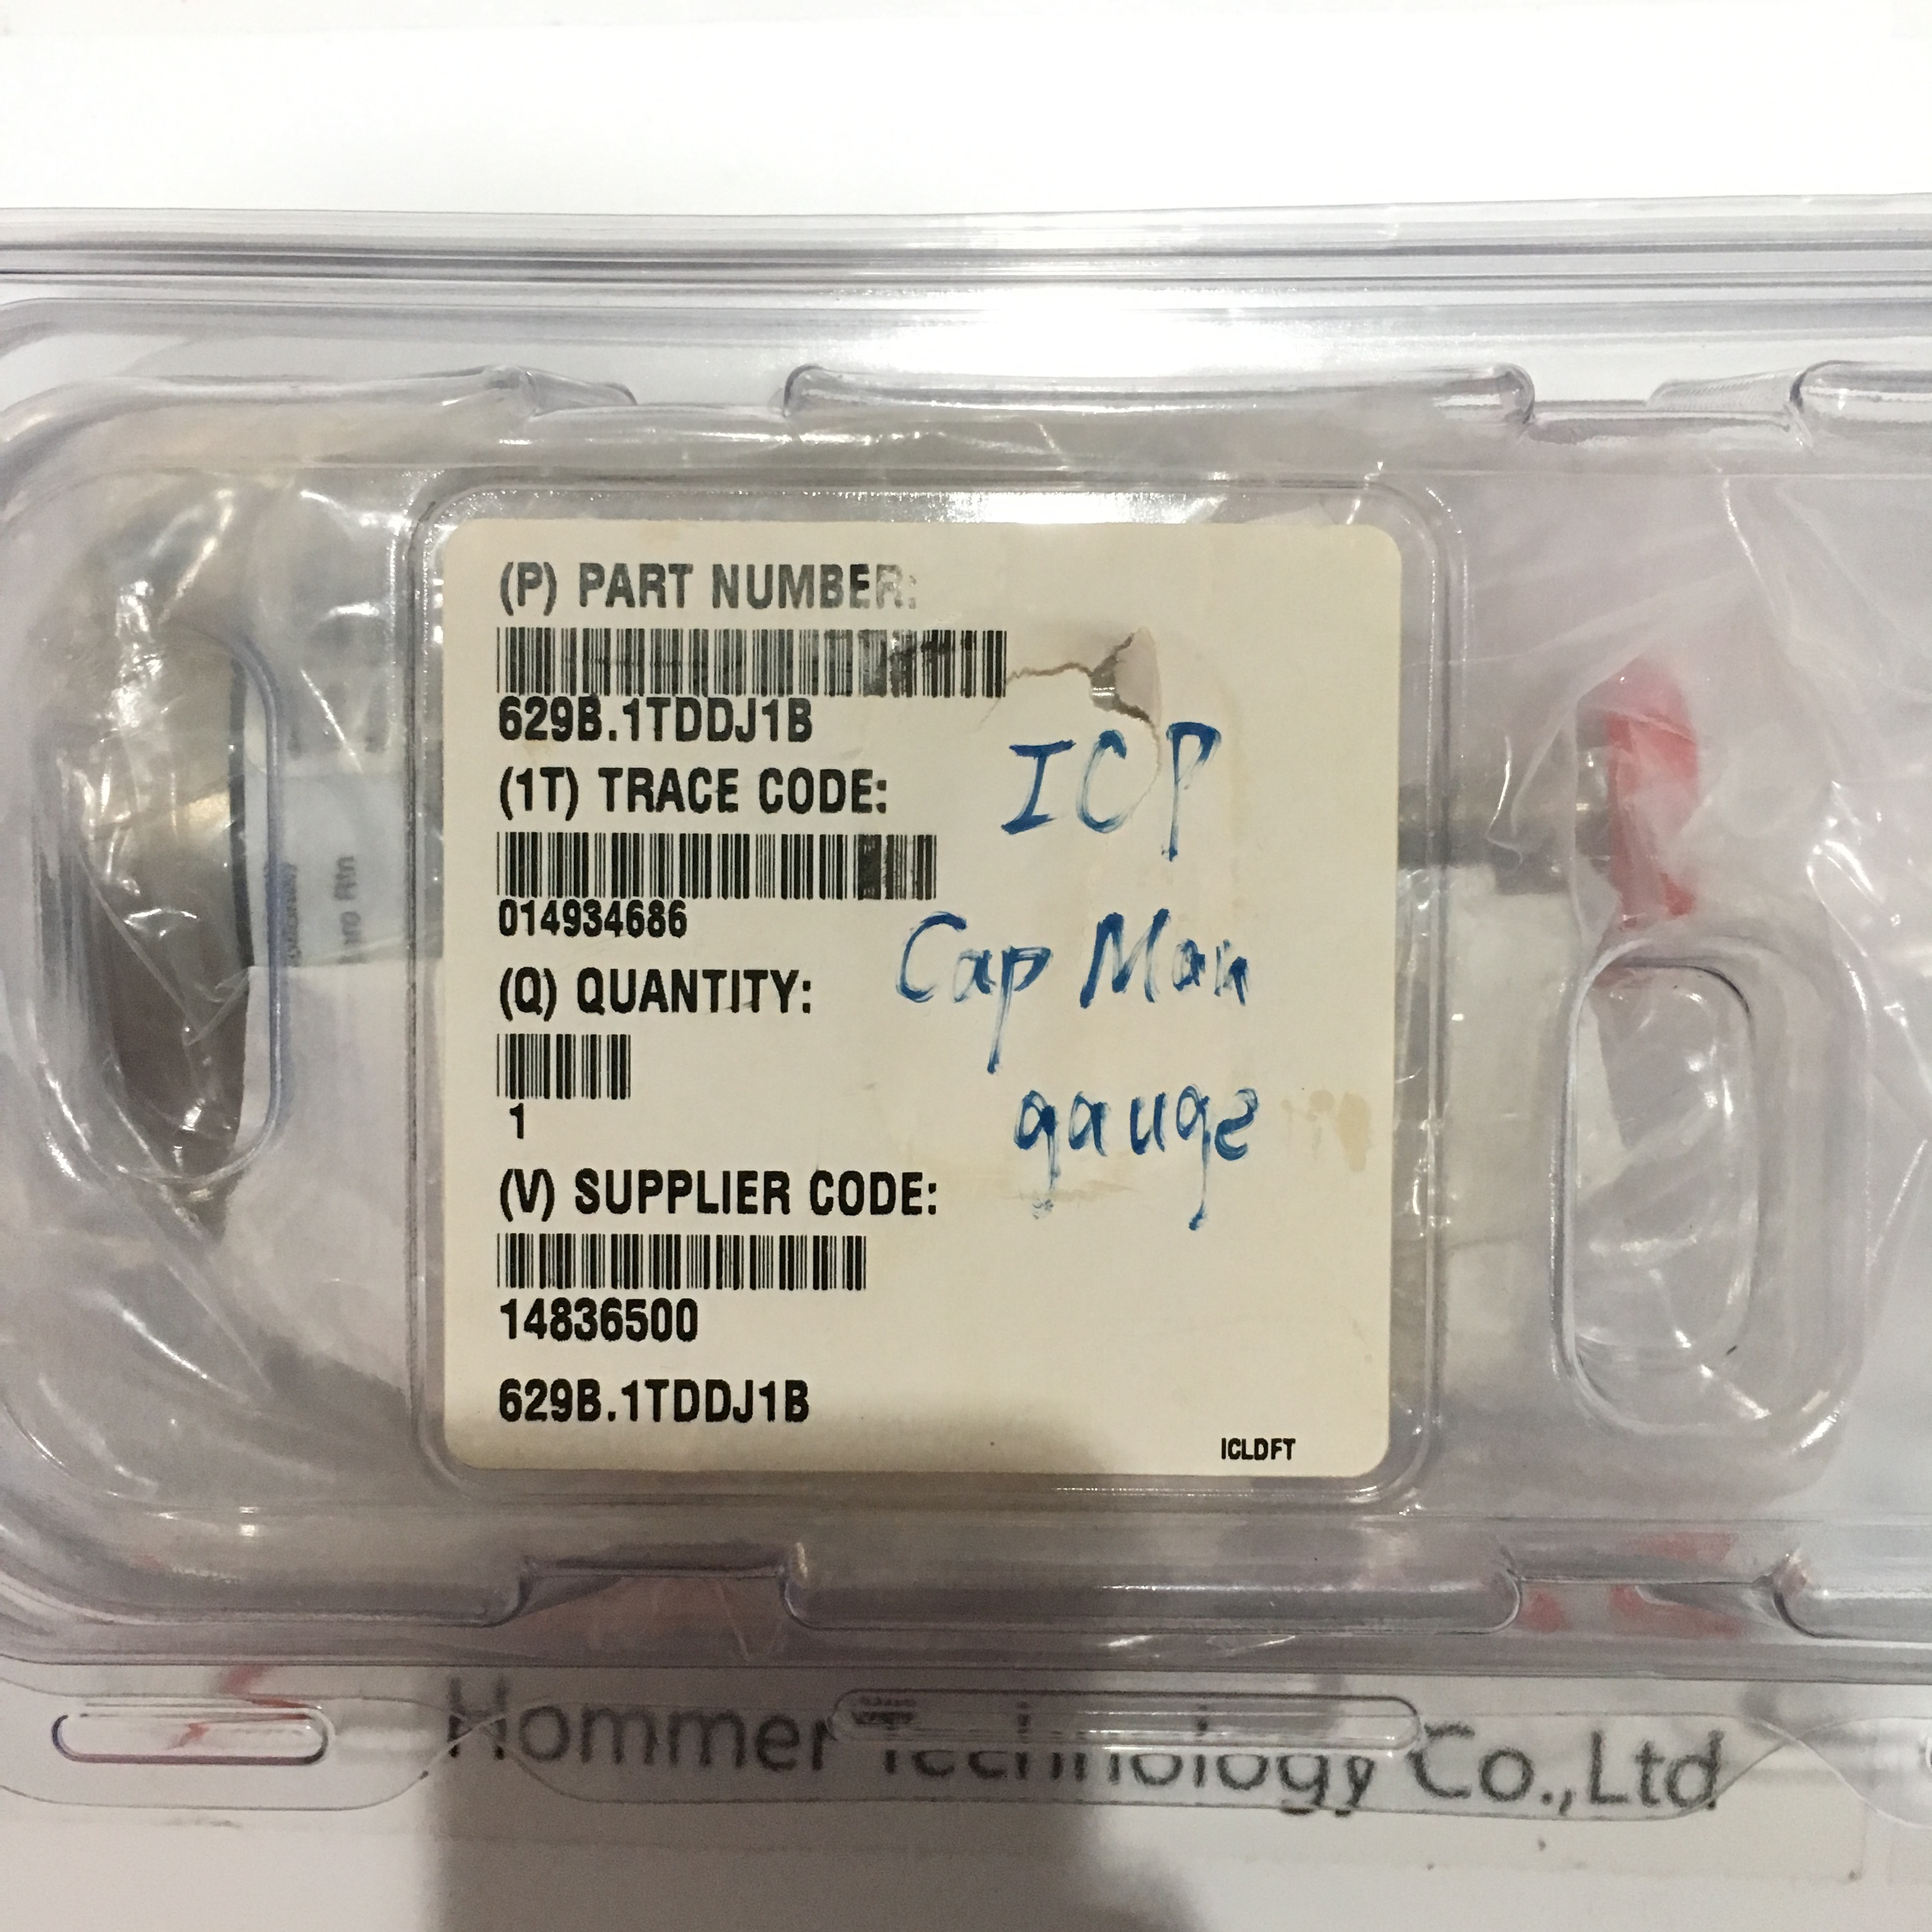 (P) PART NUMBER:
629B.1TDDJ1B
(1T) TRACE CODE:
014934686
(Q) QUANTITY:
1
(V) SUPPLIER CODE:
14836500
629B.1TDDJ1B
ICLDFT
ICP
Cap Man
gauge
Hommer Technology Co.,Ltd